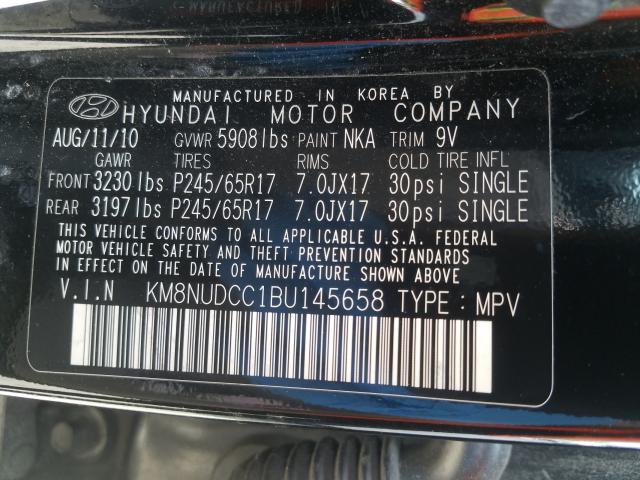 MANUFACTURED IN KOREA BY
HYUNDAI MOTOR COMPANY
AUG/11/10 GVWR 5908lbs PAINT NKA TRIM 9V
GAWR TIRES RIMS COLD TIRE INFL
FRONT 3230lbs P245/65R17 7.0JX17 30psi SINGLE
REAR 3197lbs P245/65R17 7.0JX17 30psi SINGLE
THIS VEHICLE CONFORMS TO ALL APPLICABLE U.S.A. FEDERAL
MOTOR VEHICLE SAFETY AND THEFT PREVENTION STANDARDS
IN EFFECT ON THE DATE OF MANUFACTURE SHOWN ABOVE.
V.I.N KM8NUDCC1BU145658 TYPE : MPV